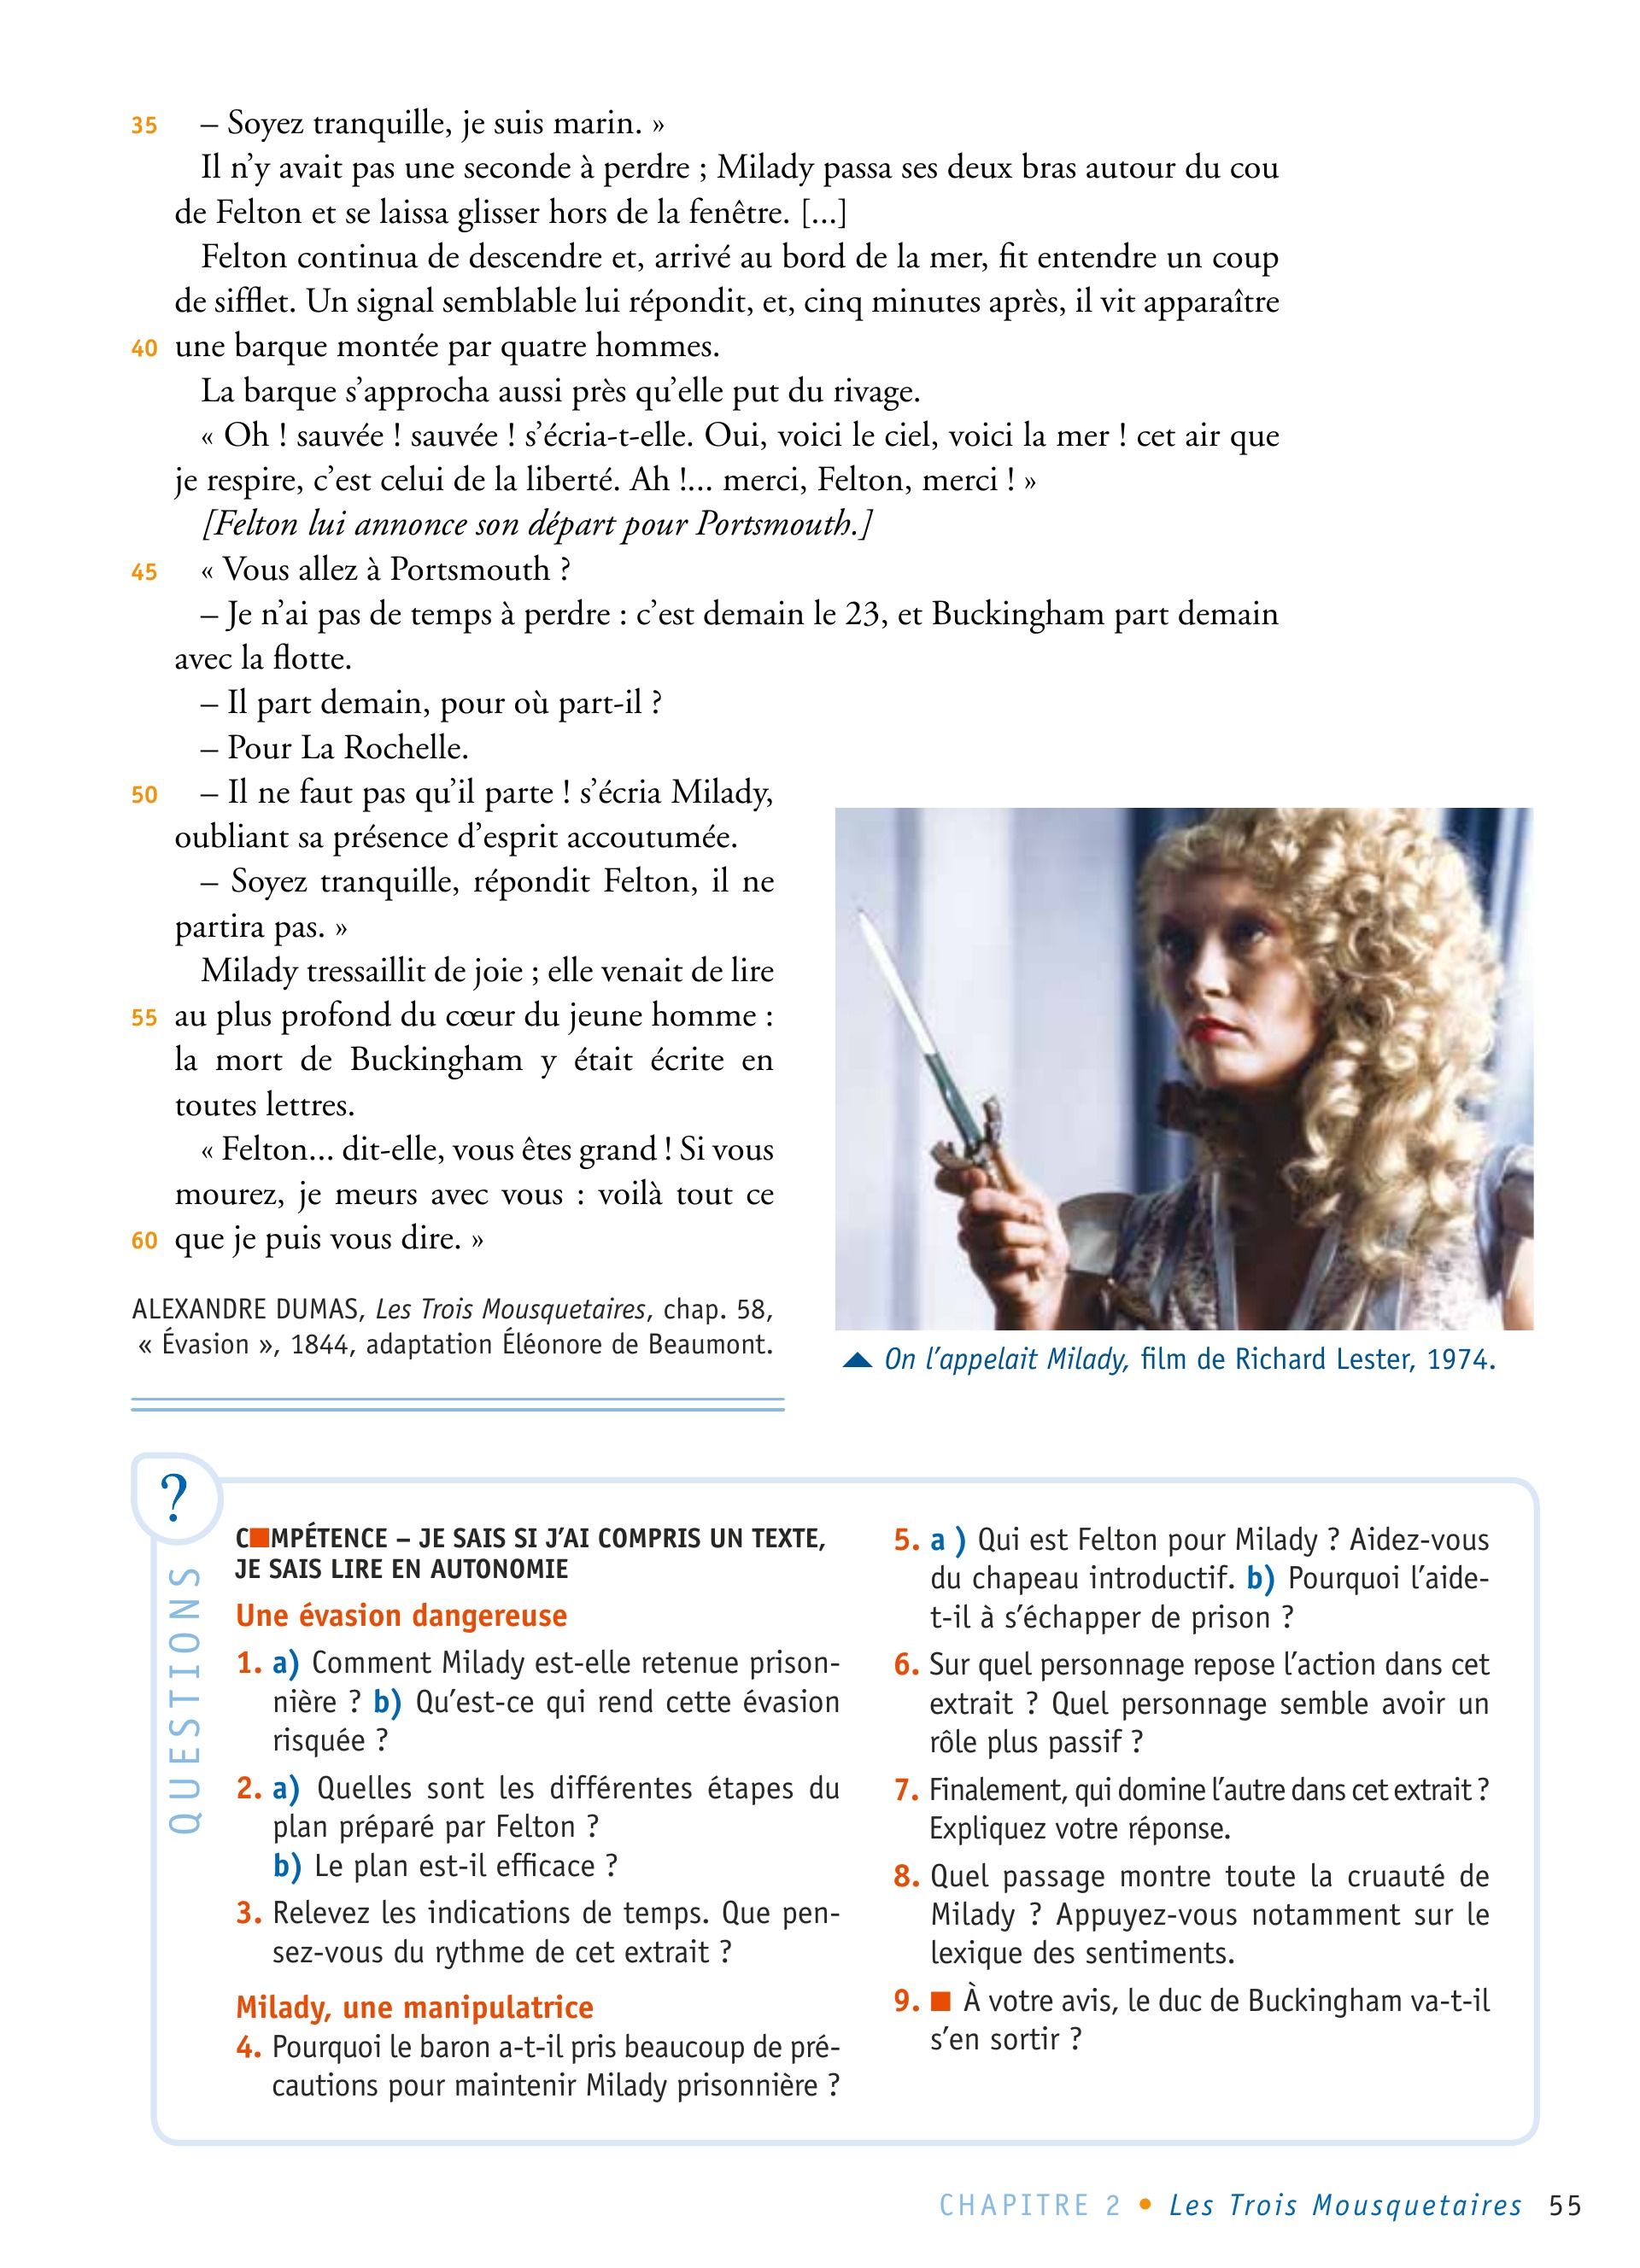 35 – Soyez tranquille, je suis marin. »
Il n’y avait pas une seconde à perdre ; Milady passa ses deux bras autour du cou
de Felton et se laissa glisser hors de la fenêtre. [...]
Felton continua de descendre et, arrivé au bord de la mer, fit entendre un coup
de sifflet. Un signal semblable lui répondit, et, cinq minutes après, il vit apparaître
40 une barque montée par quatre hommes.
La barque s’approcha aussi près qu’elle put du rivage.
« Oh ! sauvée ! sauvée ! s’écria-t-elle. Oui, voici le ciel, voici la mer ! cet air que
je respire, c’est celui de la liberté. Ah !... merci, Felton, merci ! »
[Felton lui annonce son départ pour Portsmouth.]
45 « Vous allez à Portsmouth ?
– Je n’ai pas de temps à perdre : c’est demain le 23, et Buckingham part demain
avec la flotte.
– Il part demain, pour où part-il ?
– Pour La Rochelle.
50 – Il ne faut pas qu’il parte ! s’écria Milady,
oubliant sa présence d’esprit accoutumée.
– Soyez tranquille, répondit Felton, il ne
partira pas. »
Milady tressaillit de joie ; elle venait de lire
55 au plus profond du cœur du jeune homme :
la mort de Buckingham y était écrite en
toutes lettres.
« Felton... dit-elle, vous êtes grand ! Si vous
mourez, je meurs avec vous : voilà tout ce
60 que je puis vous dire. »
ALEXANDRE DUMAS, Les Trois Mousquetaires, chap. 58,
« Évasion », 1844, adaptation Éléonore de Beaumont.
▲ On l’appelait Milady, film de Richard Lester, 1974.
?
QUESTIONS
C■MPÉTENCE – JE SAIS SI J’AI COMPRIS UN TEXTE,
JE SAIS LIRE EN AUTONOMIE
Une évasion dangereuse
1. a) Comment Milady est-elle retenue prison-
nière ? b) Qu’est-ce qui rend cette évasion
risquée ?
2. a) Quelles sont les différentes étapes du
plan préparé par Felton ?
b) Le plan est-il efficace ?
3. Relevez les indications de temps. Que pen-
sez-vous du rythme de cet extrait ?
Milady, une manipulatrice
4. Pourquoi le baron a-t-il pris beaucoup de pré-
cautions pour maintenir Milady prisonnière ?
5. a ) Qui est Felton pour Milady ? Aidez-vous
du chapeau introductif. b) Pourquoi l’aide-
t-il à s’échapper de prison ?
6. Sur quel personnage repose l’action dans cet
extrait ? Quel personnage semble avoir un
rôle plus passif ?
7. Finalement, qui domine l’autre dans cet extrait ?
Expliquez votre réponse.
8. Quel passage montre toute la cruauté de
Milady ? Appuyez-vous notamment sur le
lexique des sentiments.
9. ■ À votre avis, le duc de Buckingham va-t-il
s’en sortir ?
CHAPITRE 2 • Les Trois Mousquetaires 55